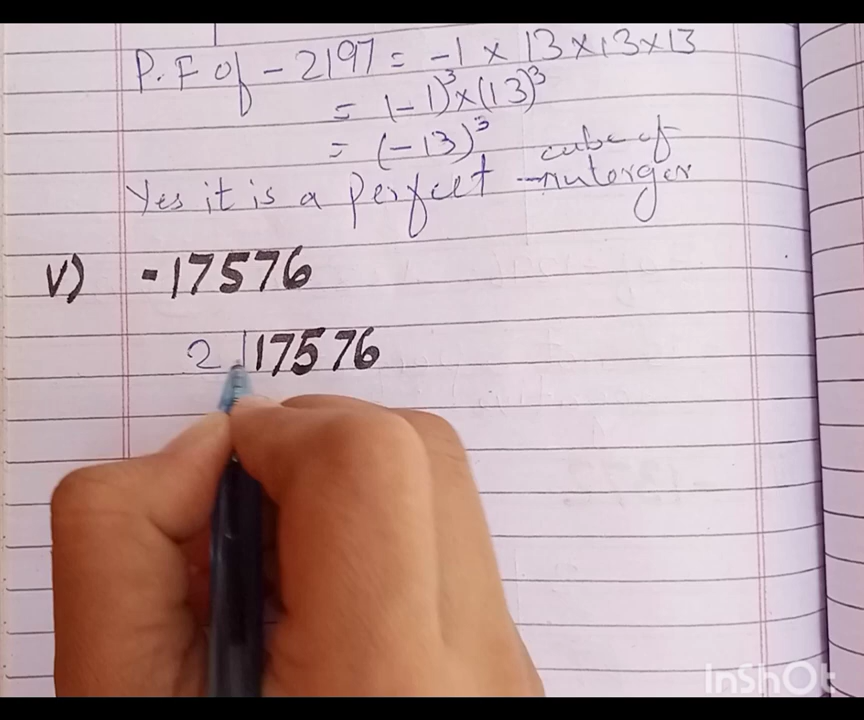 P.F of - 2197 = -1 × 13×13×13
= (-1)³×(13)³
= (-13)³
Yes it is a perfect cube of
V) -17576
2 17576
InShOt